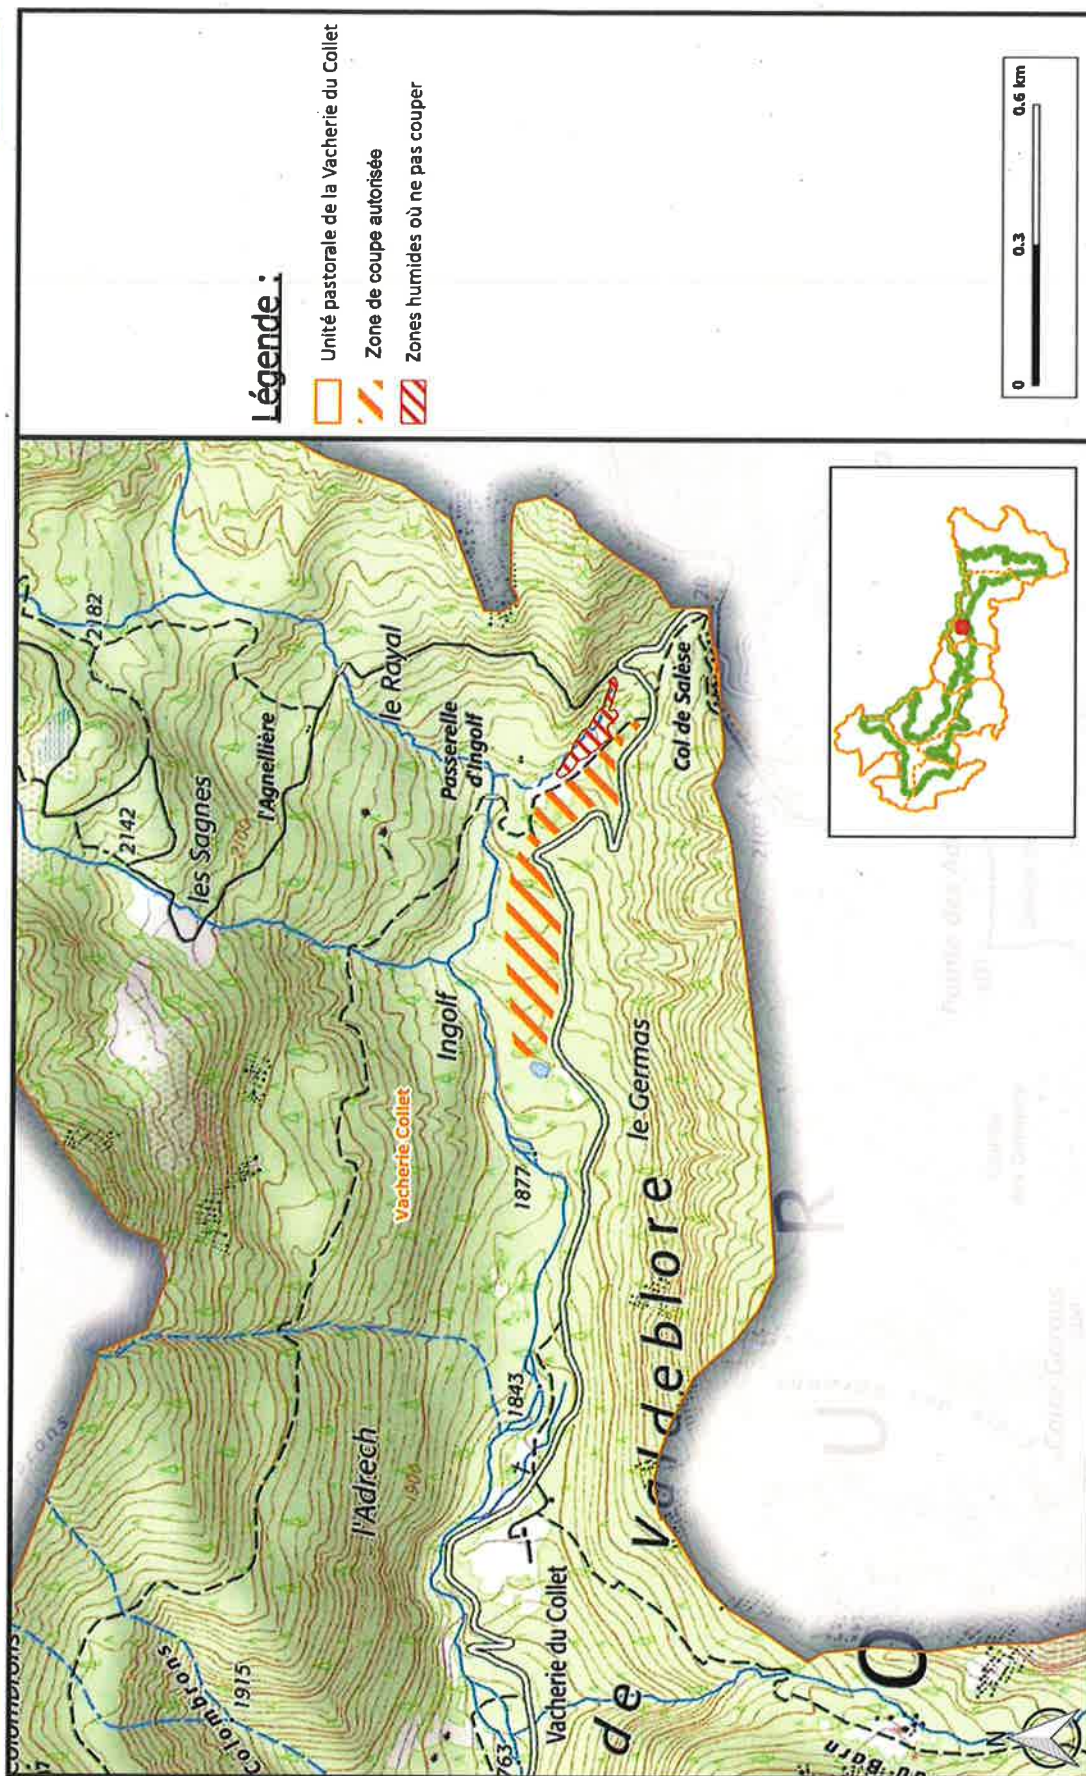 Légende :
Unité pastorale de la Vacherie du Collet
Zone de coupe autorisée
Zones humides où ne pas couper
0 0.3 0.6 km
2182
2142
les Sagnes
l'Agnellière
2100
le Rayal
Passerelle
d'Ingolf
Col de Salèse
Ingolf
Vacherie Collet
1877
le Germas
l'Adrech
1900
1843
Colombrons
1915
763
Vacherie du Collet
de Valdeblore
N
O
U
R